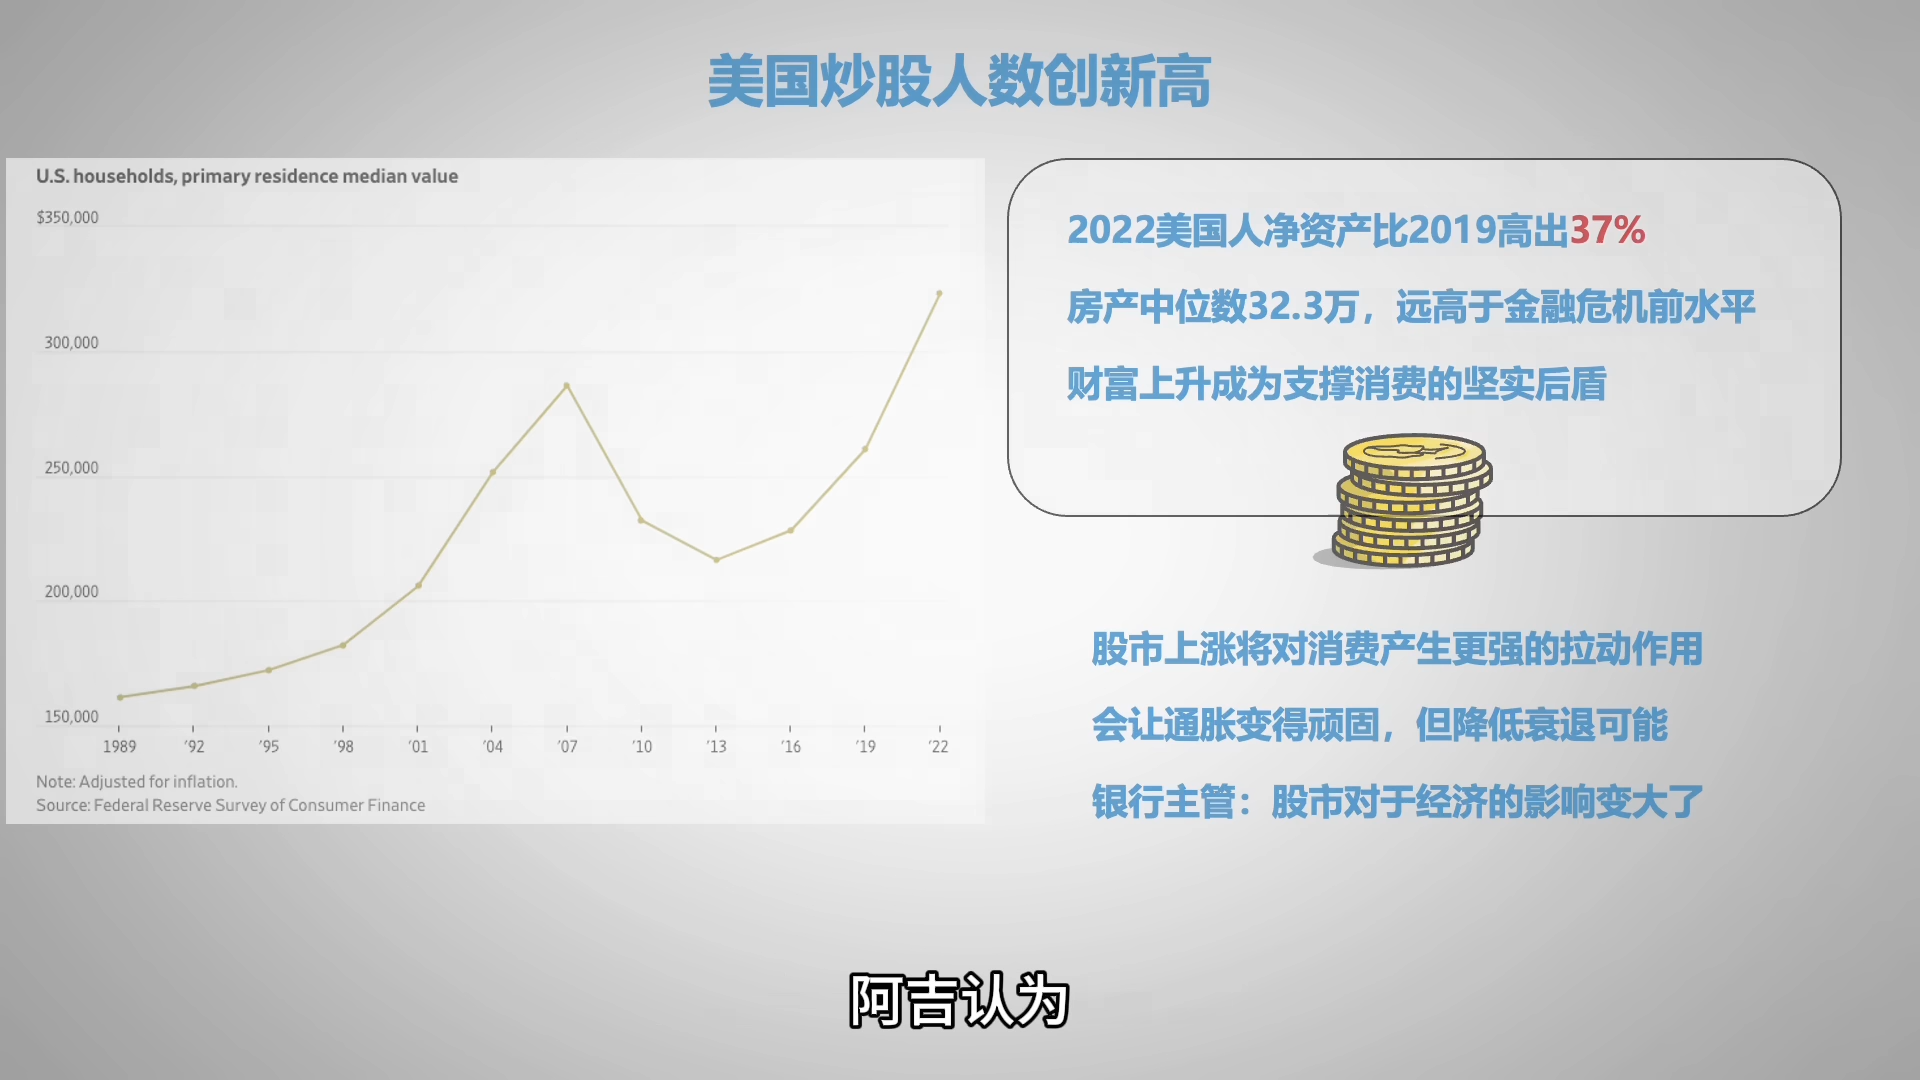 美国炒股人数创新高
U.S. households, primary residence median value
$350,000
300,000
250,000
200,000
150,000
1989 ’92 ’95 ’98 ’01 ’04 ’07 ’10 ’13 ’16 ’19 ’22
Note: Adjusted for inflation.
Source: Federal Reserve Survey of Consumer Finance
2022美国人净资产比2019高出37%
房产中位数32.3万，远高于金融危机前水平
财富上升成为支撑消费的坚实后盾
股市上涨将对消费产生更强的拉动作用
会让通胀变得顽固，但降低衰退可能
银行主管：股市对于经济的影响变大了
阿吉认为